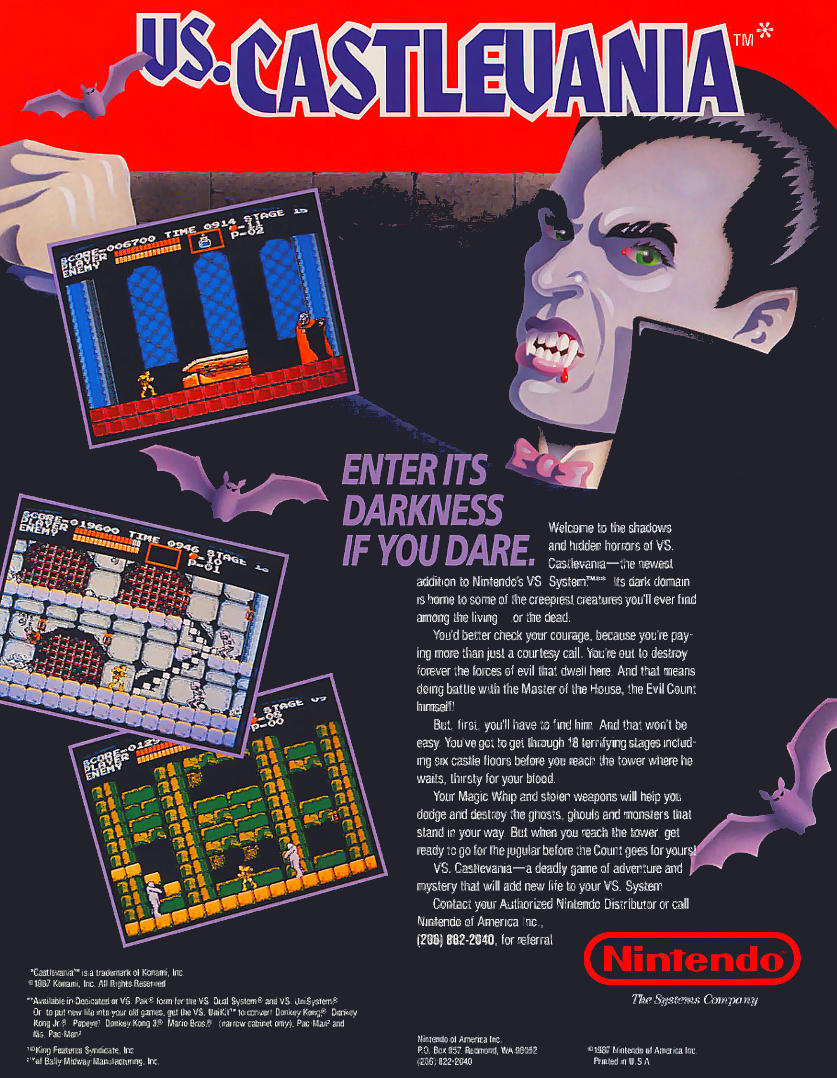 VS. CASTLEVANIA™*
SCORE-006700 TIME 0914 STAGE 15
PLAYER
ENEMY
P-02
SCORE-019600 TIME 0946 STAGE 16
PLAYER
ENEMY
-10
P-01
STAGE
SCORE-0129
PLAYER
ENEMY
P-00
ENTER ITS
DARKNESS
IF YOU DARE.
Welcome to the shadows
and hidden horrors of VS.
Castlevania—the newest
addition to Nintendo's VS. System™** Its dark domain
is home to some of the creepiest creatures you'll ever find
among the living or the dead.
You'd better check your courage, because you're pay-
ing more than just a courtesy call. You're out to destroy
forever the forces of evil that dwell here. And that means
doing battle with the Master of the House, the Evil Count
himself!
But, first, you'll have to find him. And that won't be
easy. You've got to get through 18 terrifying stages includ-
ing six castle floors before you reach the tower where he
waits, thirsty for your blood.
Your Magic Whip and stolen weapons will help you
dodge and destroy the ghosts, ghouls and monsters that
stand in your way. But when you reach the tower, get
ready to go for the jugular before the Count goes for yours!
VS. Castlevania—a deadly game of adventure and
mystery that will add new life to your VS. System
Contact your Authorized Nintendo Distributor or call
Nintendo of America Inc.,
(206) 882-2040, for referral
Nintendo®
The Systems Company
*Castlevania™ is a trademark of Konami, Inc.
©1987 Konami, Inc. All Rights Reserved
**Available in Dedicated or VS. Pak® form for the VS. Dual System® and VS. UniSystem.®
Or to put new life into your old games, get the VS. UniKit™ to convert Donkey Kong,® Donkey
Kong Jr.® Popeye,¹ Donkey Kong 3,® Mario Bros.® (narrow cabinet only), Pac-Man² and
Ms. Pac-Man²
¹©King Features Syndicate, Inc
²™of Bally Midway Manufacturing, Inc.
Nintendo of America Inc.
P.O. Box 957, Redmond, WA 98052
(206) 822-2040
©1987 Nintendo of America Inc.
Printed in U.S.A